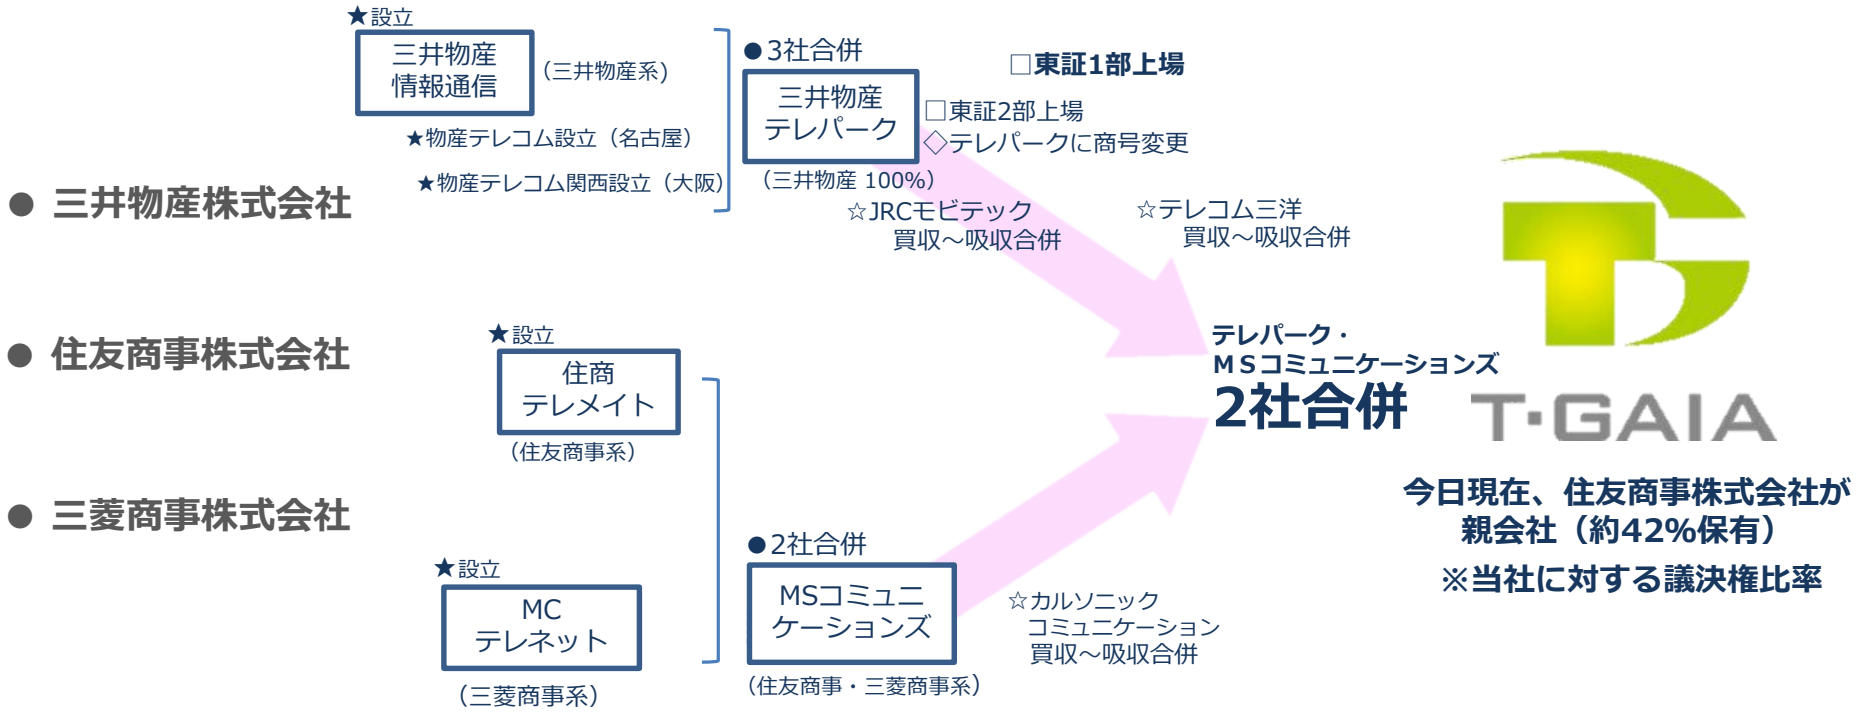 ★設立
三井物産
情報通信
（三井物産系）
★物産テレコム設立（名古屋）
★物産テレコム関西設立（大阪）
●3社合併
三井物産
テレパーク
（三井物産 100%）
□東証1部上場
□東証2部上場
◇テレパークに商号変更
☆JRCモビテック
買収～吸収合併
☆テレコム三洋
買収～吸収合併
● 三井物産株式会社
● 住友商事株式会社
● 三菱商事株式会社
★設立
住商
テレメイト
（住友商事系）
★設立
MC
テレネット
（三菱商事系）
●2社合併
MSコミュニ
ケーションズ
（住友商事・三菱商事系）
☆カルソニック
コミュニケーション
買収～吸収合併
テレパーク・
ＭＳコミュニケーションズ
2社合併
T·GAIA
今日現在、住友商事株式会社が
親会社（約42%保有）
※当社に対する議決権比率